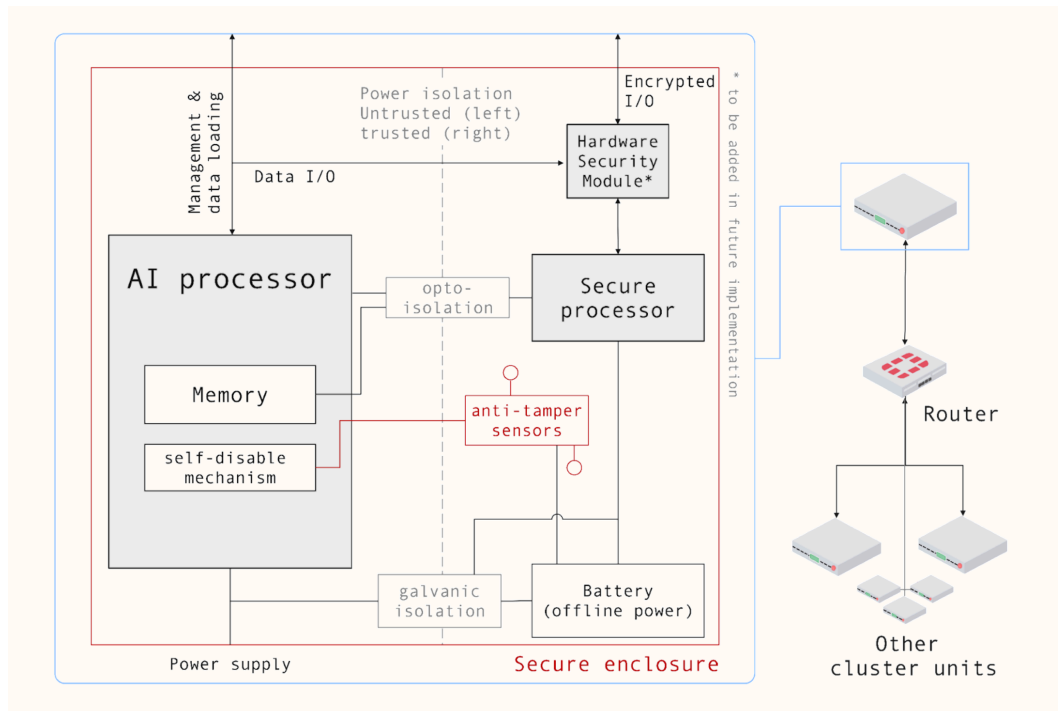 Management &
data loading
Power isolation
Untrusted (left)
trusted (right)
Encrypted
I/O
* to be added in future implementation
Data I/O
Hardware
Security
Module*
AI processor
opto-
isolation
Secure
processor
Memory
anti-tamper
sensors
self-disable
mechanism
galvanic
isolation
Battery
(offline power)
Power supply
Secure enclosure
Router
Other
cluster units